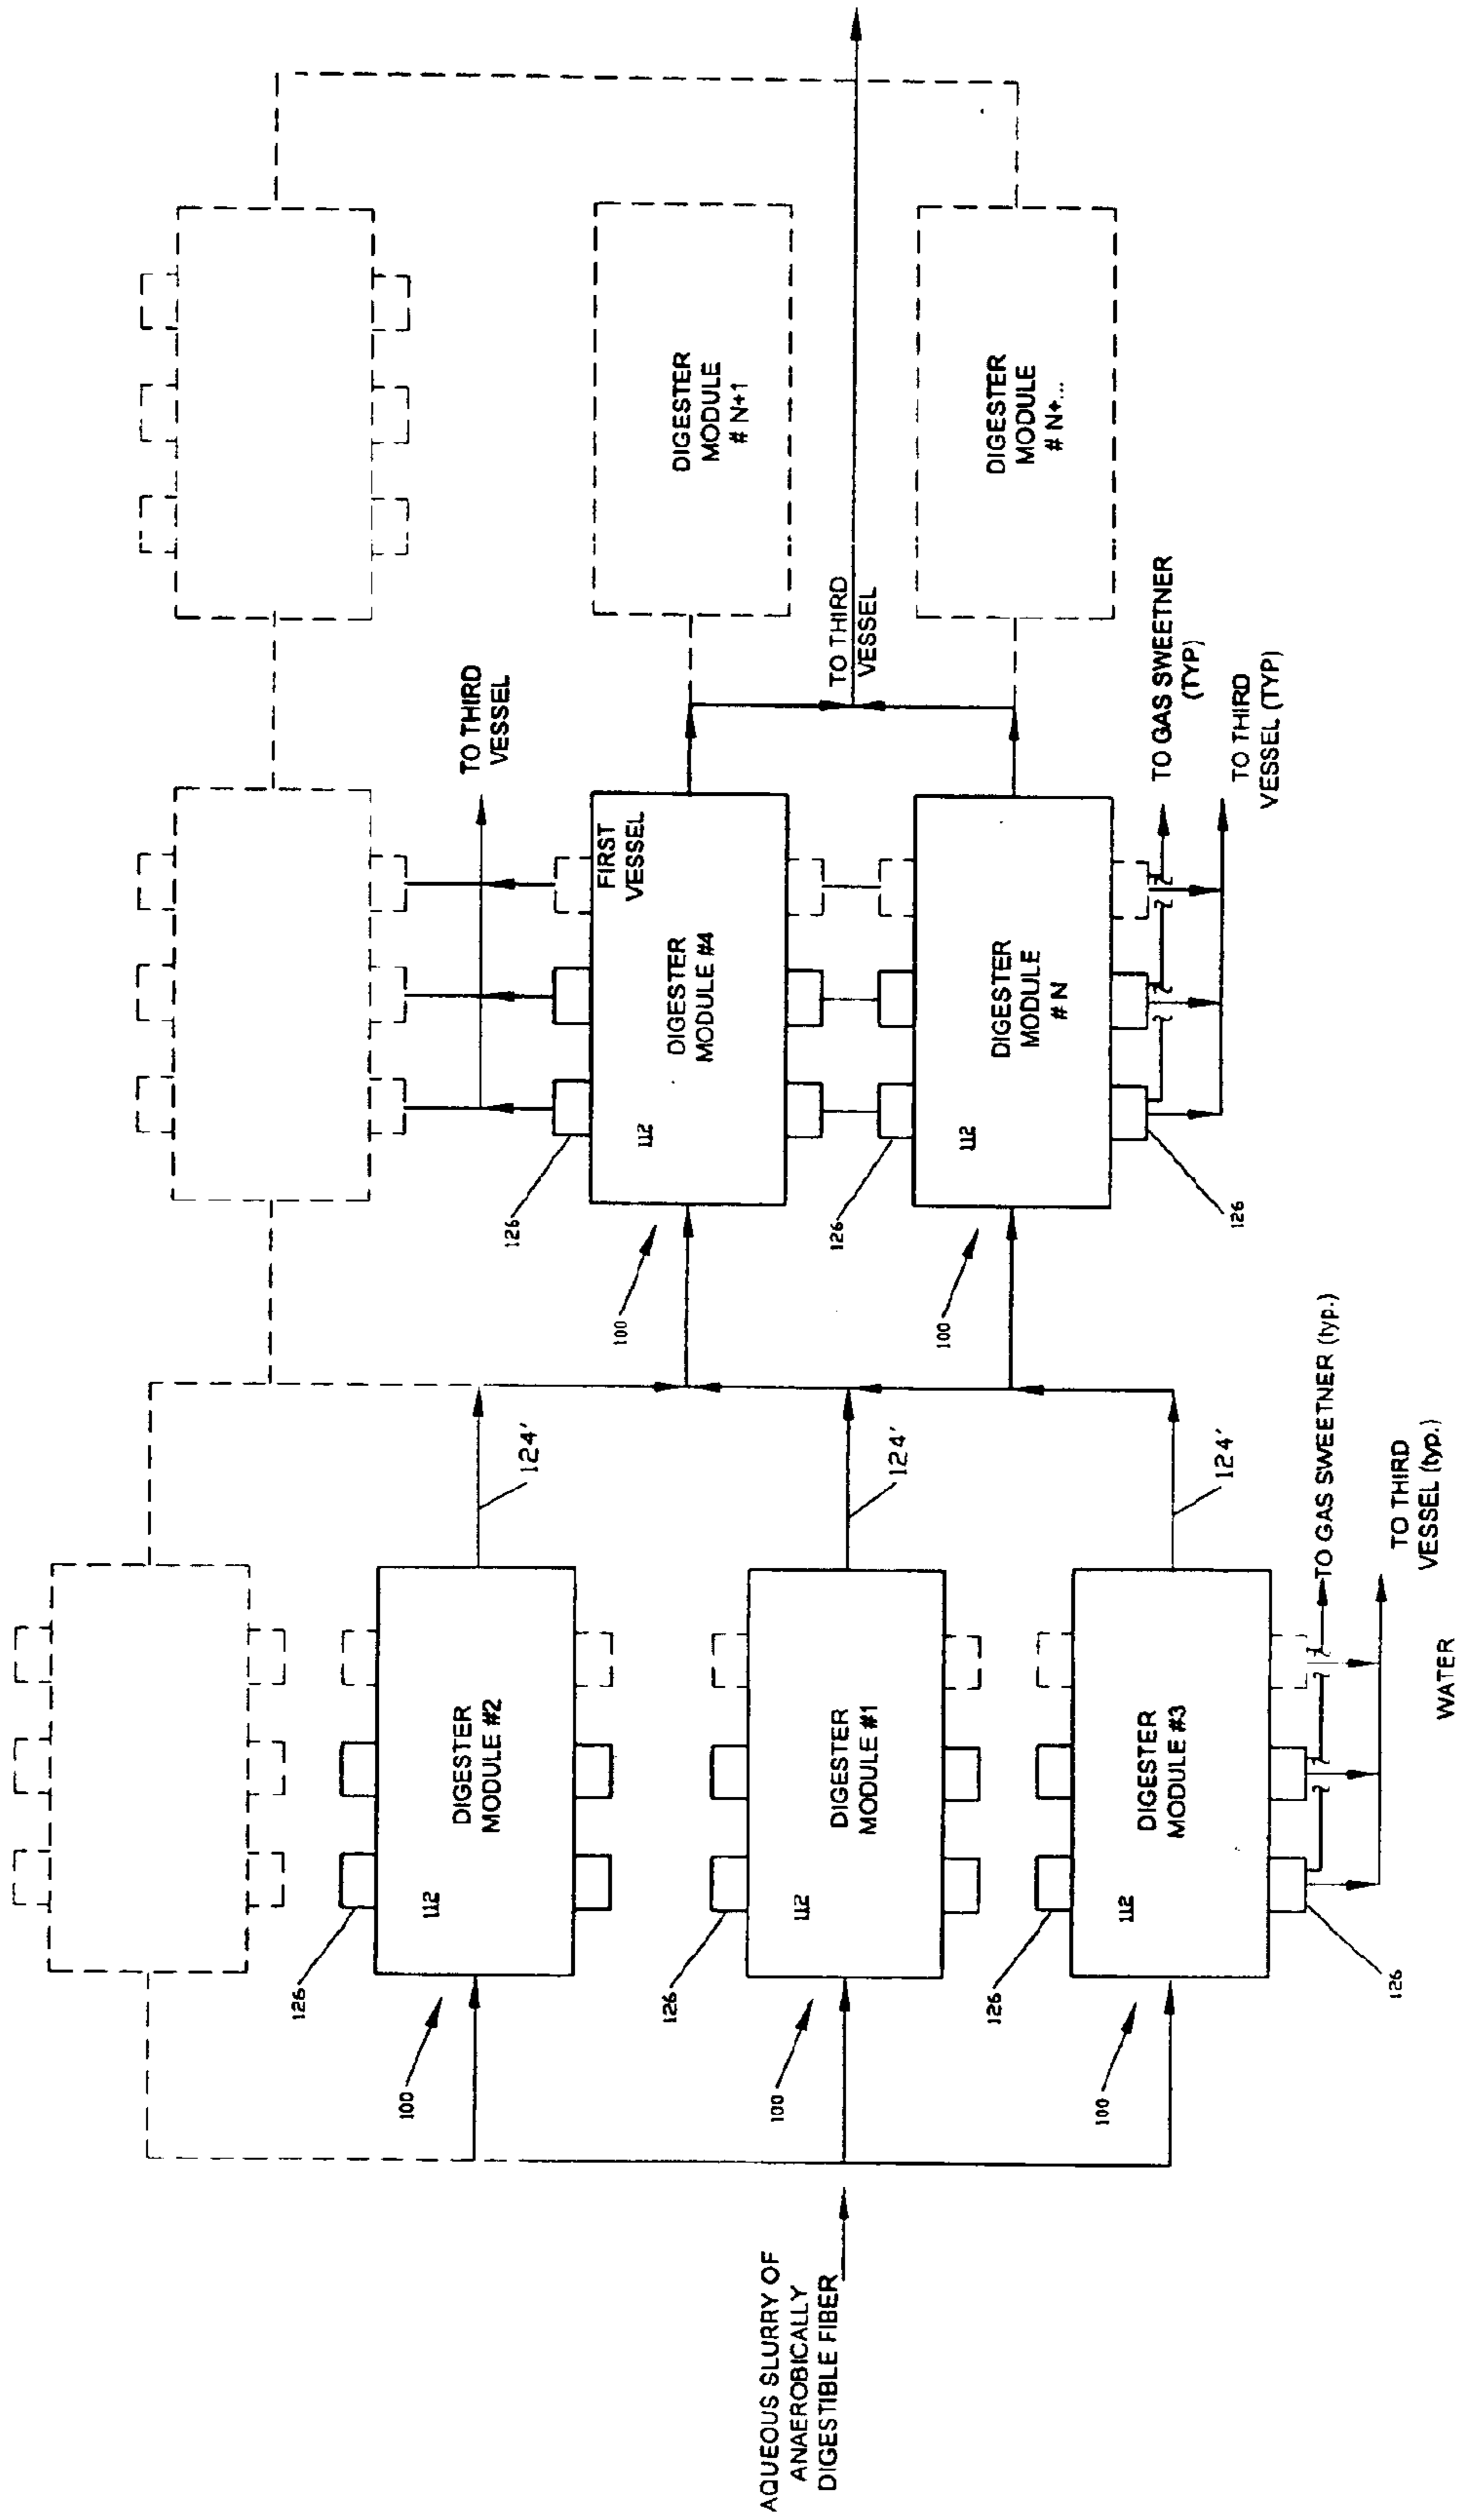 AQUEOUS SLURRY OF
ANAEROBICALLY
DIGESTIBLE FIBER
100
126
112
DIGESTER
MODULE #2
124'
100
126
112
DIGESTER
MODULE #1
124'
100
126
112
DIGESTER
MODULE #3
124'
126
TO GAS SWEETNER (typ.)
TO THIRD
VESSEL (typ.)
WATER
100
126
112
DIGESTER
MODULE #4
FIRST
VESSEL
TO THIRD
VESSEL
100
126
112
DIGESTER
MODULE
# N
126
TO GAS SWEETNER
(TYP)
TO THIRD
VESSEL (TYP)
TO THIRD
VESSEL
DIGESTER
MODULE
# N+1
DIGESTER
MODULE
# N+...